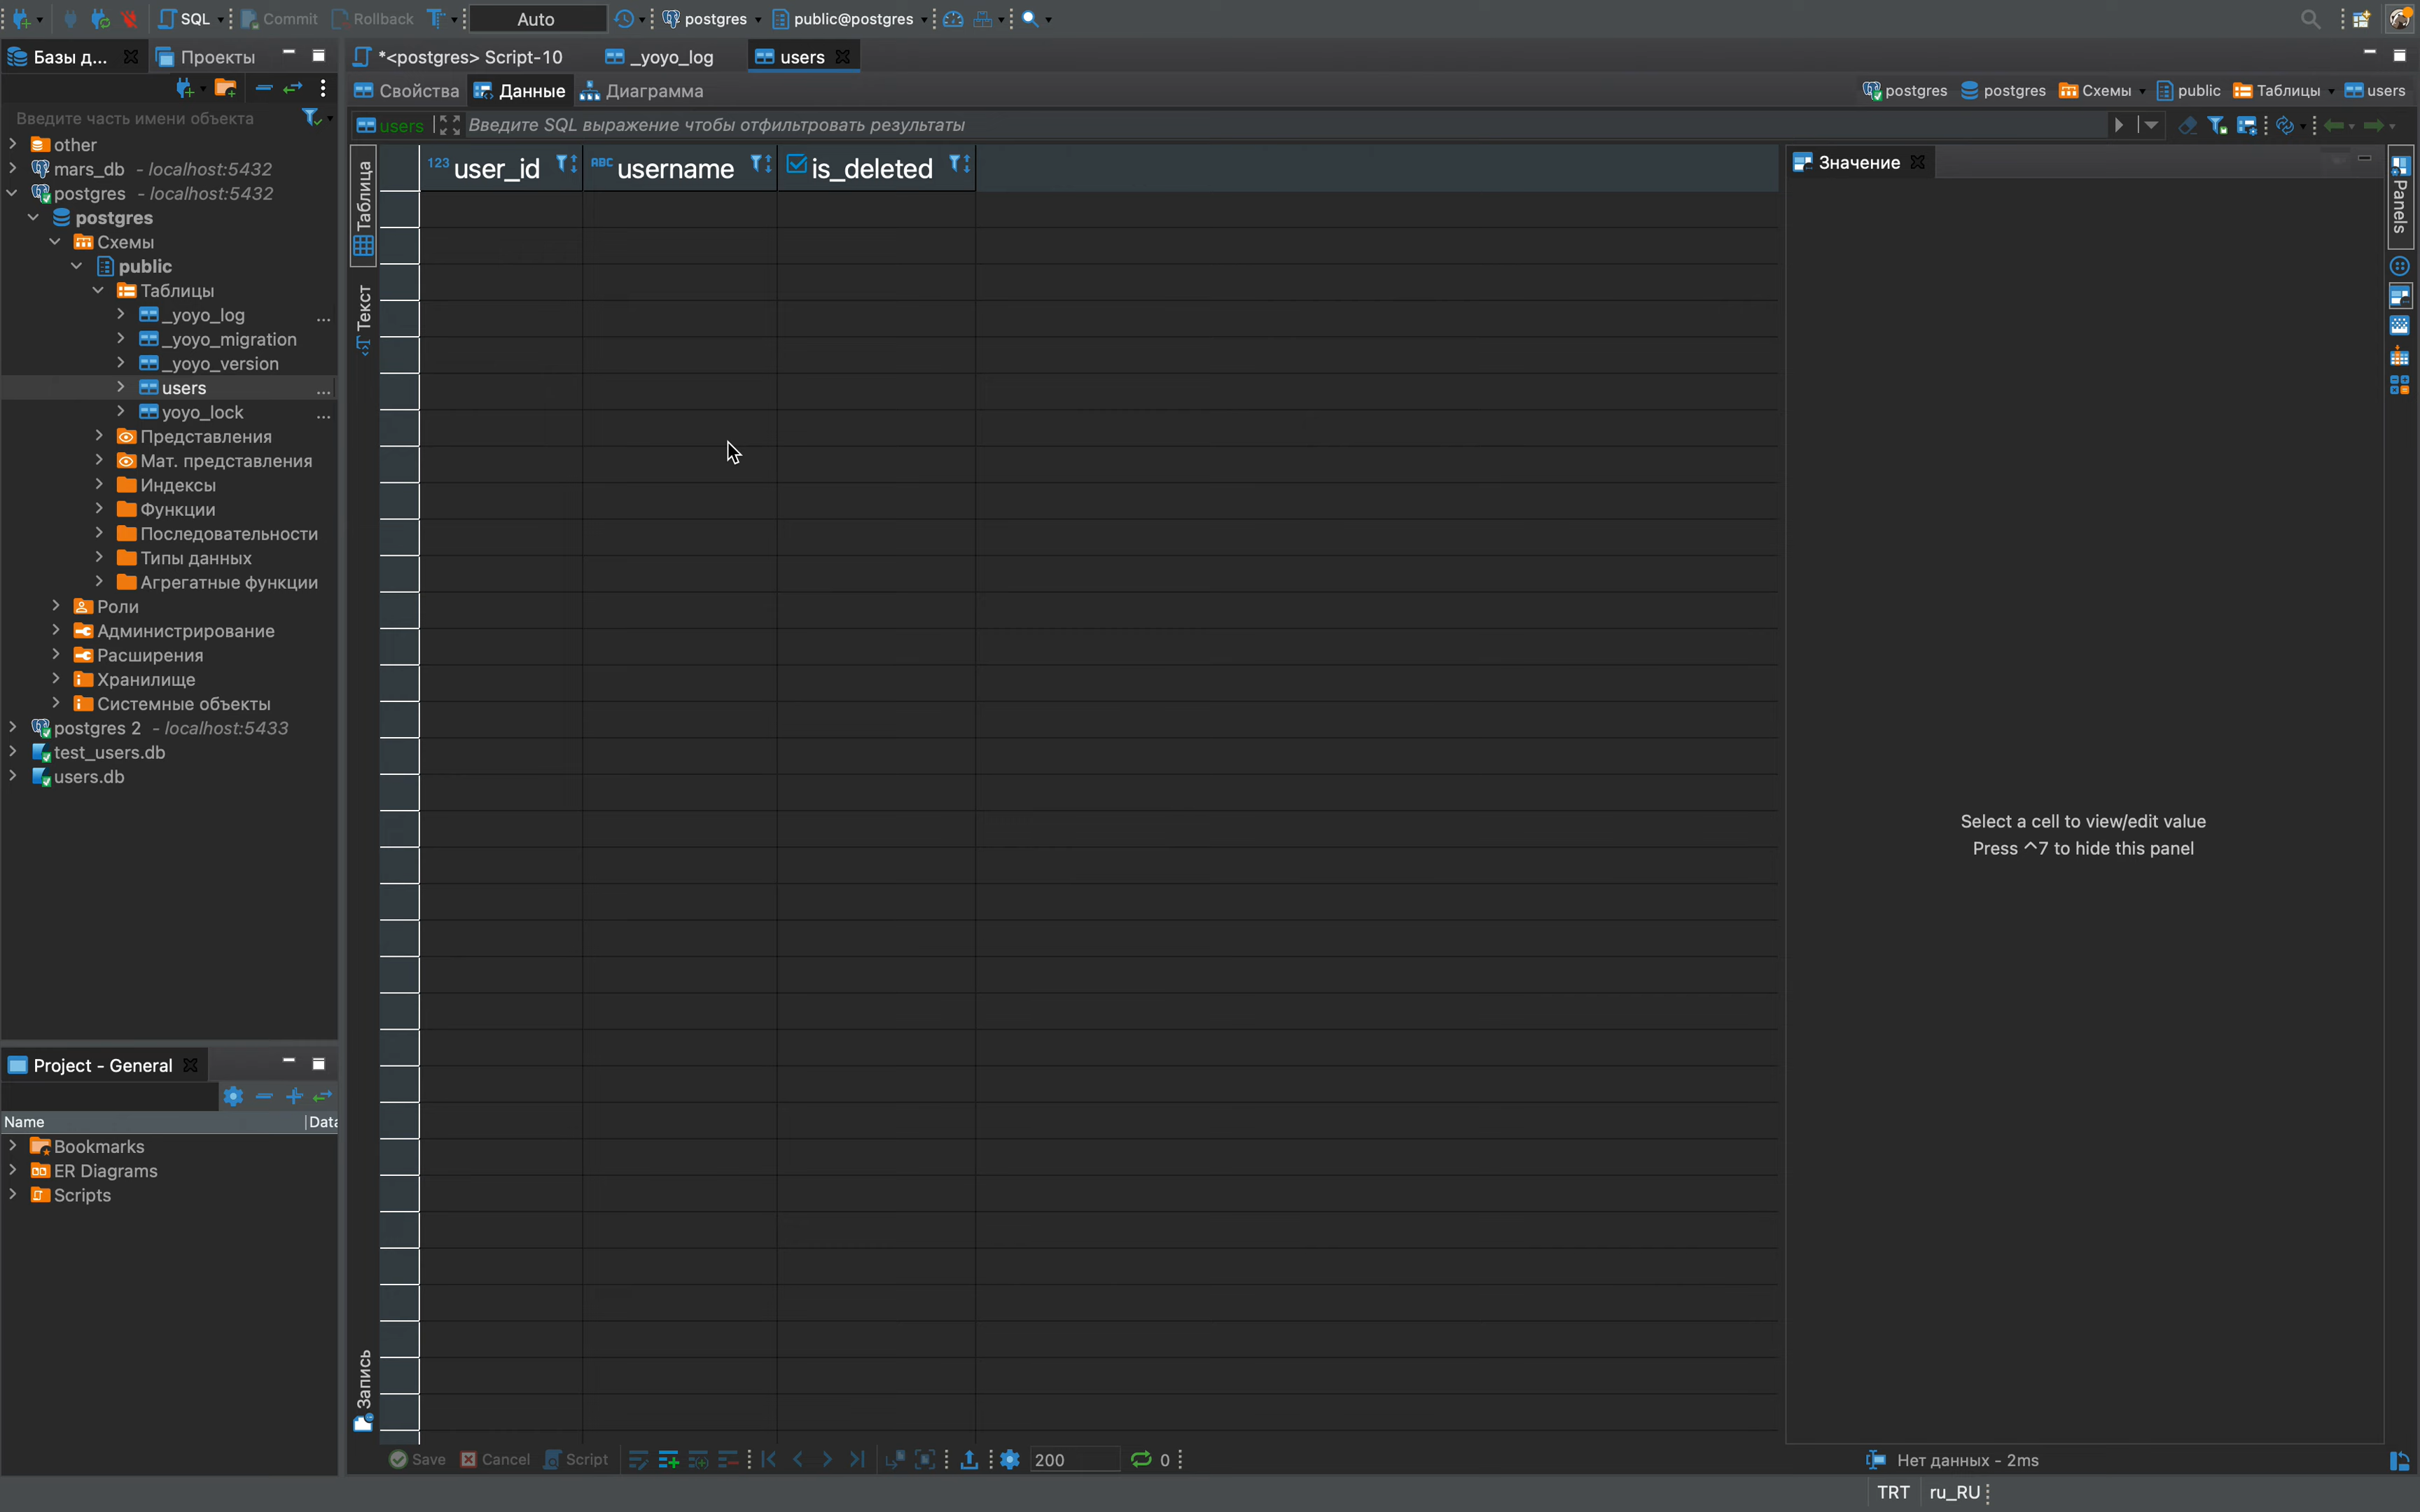 SQL Commit Rollback Auto postgres public@postgres
Базы д... Проекты
Введите часть имени объекта
other
mars_db - localhost:5432
postgres - localhost:5432
postgres
Схемы
public
Таблицы
_yoyo_log ...
_yoyo_migration
_yoyo_version
users ...
yoyo_lock ...
Представления
Мат. представления
Индексы
Функции
Последовательности
Типы данных
Агрегатные функции
Роли
Администрирование
Расширения
Хранилище
Системные объекты
postgres 2 - localhost:5433
test_users.db
users.db
Project - General
Name Data
Bookmarks
ER Diagrams
Scripts
*<postgres> Script-10 _yoyo_log users
Свойства Данные Диаграмма
postgres postgres Схемы public Таблицы users
users Введите SQL выражение чтобы отфильтровать результаты
Таблица
Текст
Запись
123 user_id ABC username is_deleted
Значение
Panels
Select a cell to view/edit value
Press ^7 to hide this panel
Save Cancel Script 200 0
Нет данных - 2ms
TRT ru_RU